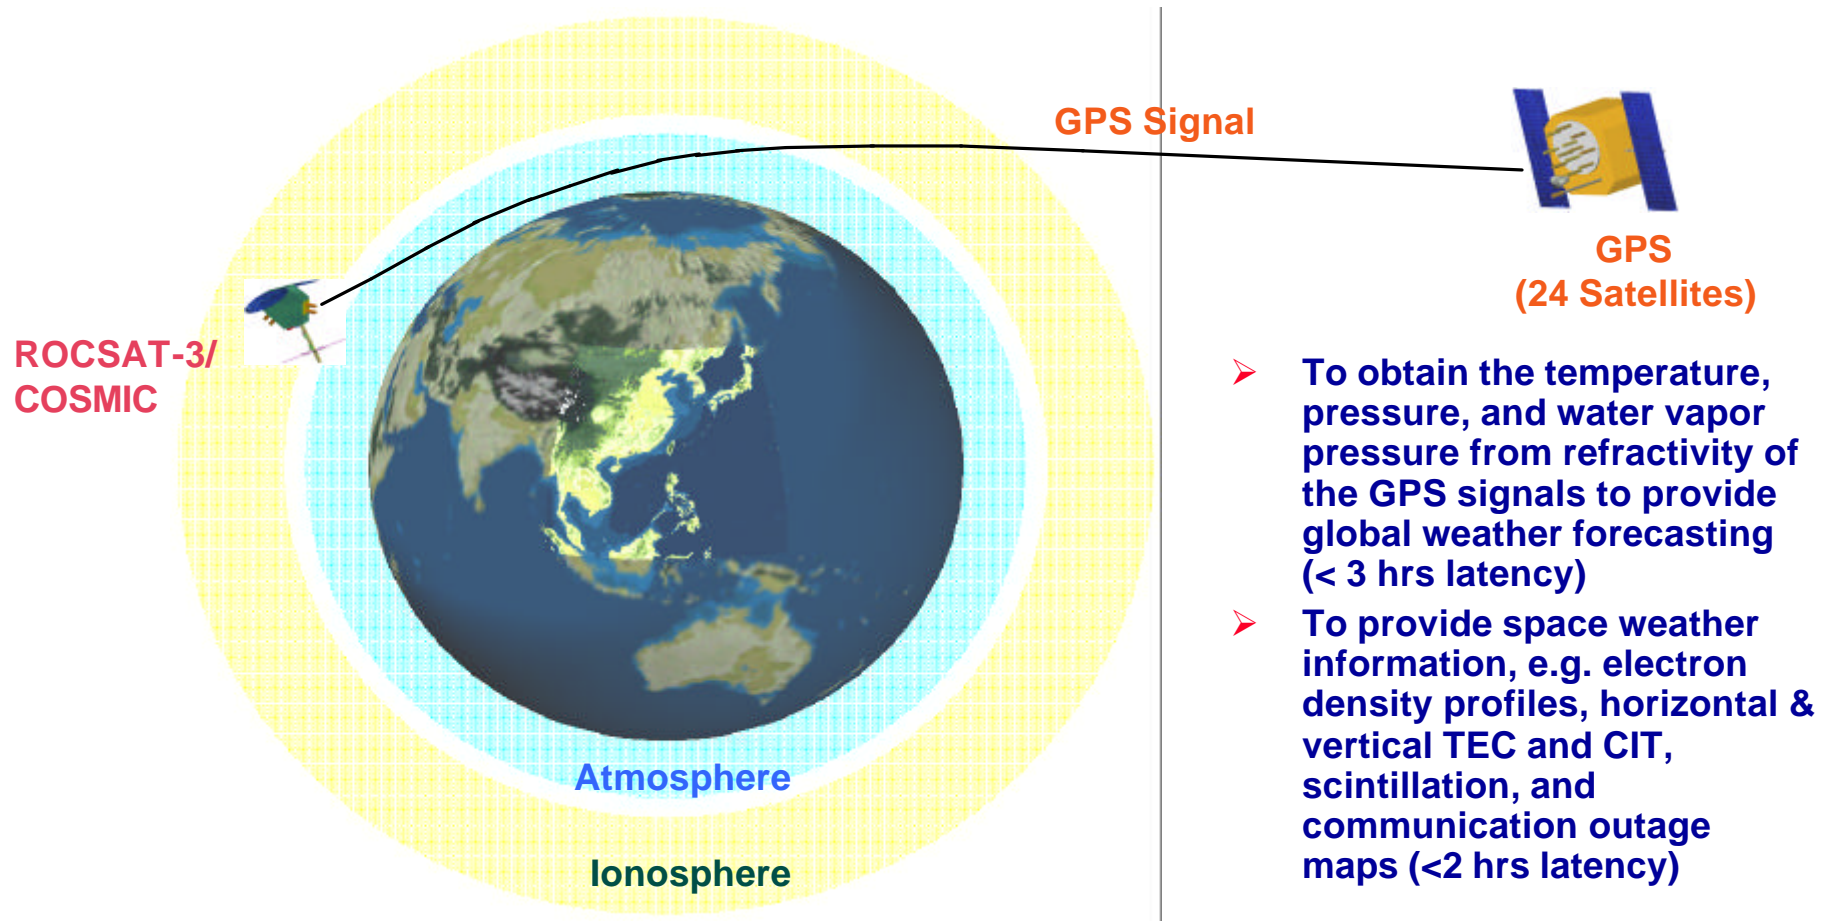 GPS Signal
GPS
(24 Satellites)
ROCSAT-3/
COSMIC
Atmosphere
Ionosphere
To obtain the temperature,
pressure, and water vapor
pressure from refractivity of
the GPS signals to provide
global weather forecasting
(< 3 hrs latency)
To provide space weather
information, e.g. electron
density profiles, horizontal &
vertical TEC and CIT,
scintillation, and
communication outage
maps (<2 hrs latency)